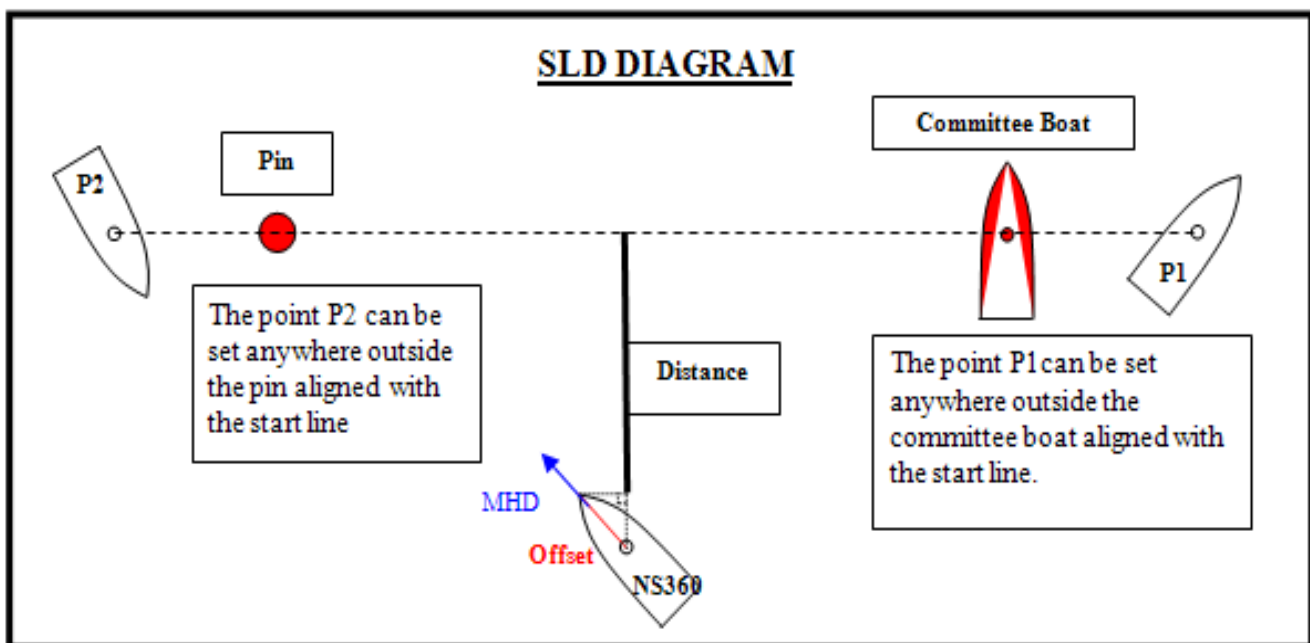 SLD DIAGRAM
Committee Boat
Pin
P2
P1
The point P2 can be
set anywhere outside
the pin aligned with
the start line
Distance
The point P1can be set
anywhere outside the
committee boat aligned with
the start line.
MHD
Offset
NS360